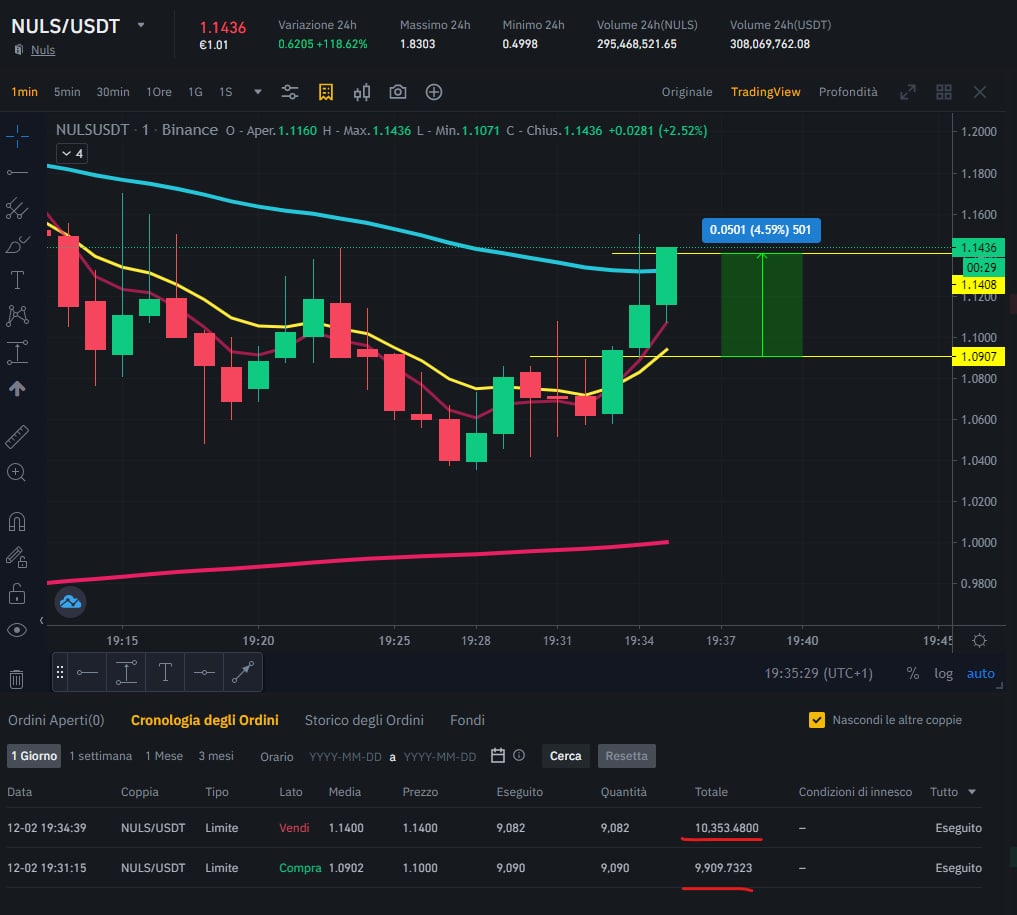 NULS/USDT
Nuls
1.1436
€1.01
Variazione 24h
0.6205 +118.62%
Massimo 24h
1.8303
Minimo 24h
0.4998
Volume 24h(NULS)
295,468,521.65
Volume 24h(USDT)
308,069,762.08
1min 5min 30min 1Ore 1G 1S
Originale TradingView Profondità
NULSUSDT · 1 · Binance O - Aper.1.1160 H - Max.1.1436 L - Min.1.1071 C - Chius.1.1436 +0.0281 (+2.52%)
4
0.0501 (4.59%) 501
1.2000
1.1800
1.1600
1.1436
00:29
1.1408
1.1200
1.1000
1.0907
1.0800
1.0600
1.0400
1.0200
1.0000
0.9800
19:15 19:20 19:25 19:28 19:31 19:34 19:37 19:40 19:45
19:35:29 (UTC+1) % log auto
Ordini Aperti(0) Cronologia degli Ordini Storico degli Ordini Fondi Nascondi le altre coppie
1 Giorno 1 settimana 1 Mese 3 mesi Orario YYYY-MM-DD a YYYY-MM-DD Cerca Resetta
Data Coppia Tipo Lato Media Prezzo Eseguito Quantità Totale Condizioni di innesco Tutto
12-02 19:34:39 NULS/USDT Limite Vendi 1.1400 1.1400 9,082 9,082 10,353.4800 – Eseguito
12-02 19:31:15 NULS/USDT Limite Compra 1.0902 1.1000 9,090 9,090 9,909.7323 – Eseguito